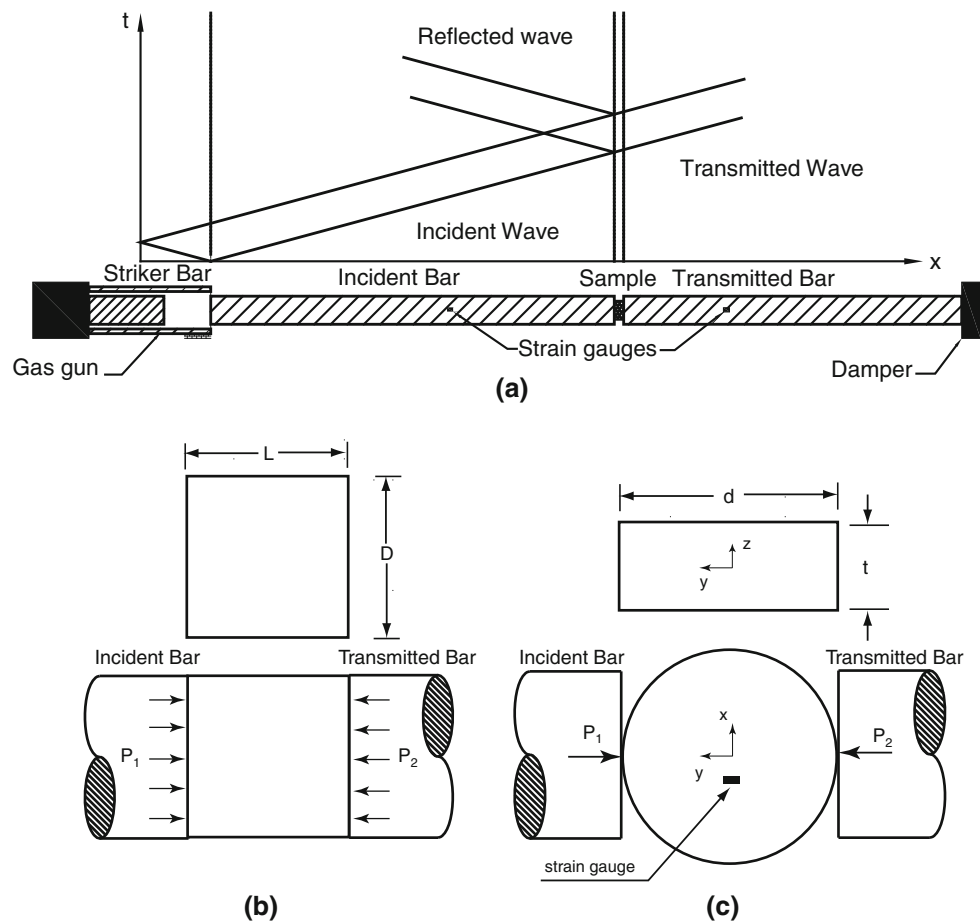 t
Reflected wave
Transmitted Wave
Incident Wave
x
Striker Bar
Incident Bar
Sample
Transmitted Bar
Gas gun
Strain gauges
Damper
(a)
L
D
Incident Bar
Transmitted Bar
P1
P2
(b)
d
z
y
t
Incident Bar
Transmitted Bar
x
P1
P2
y
strain gauge
(c)